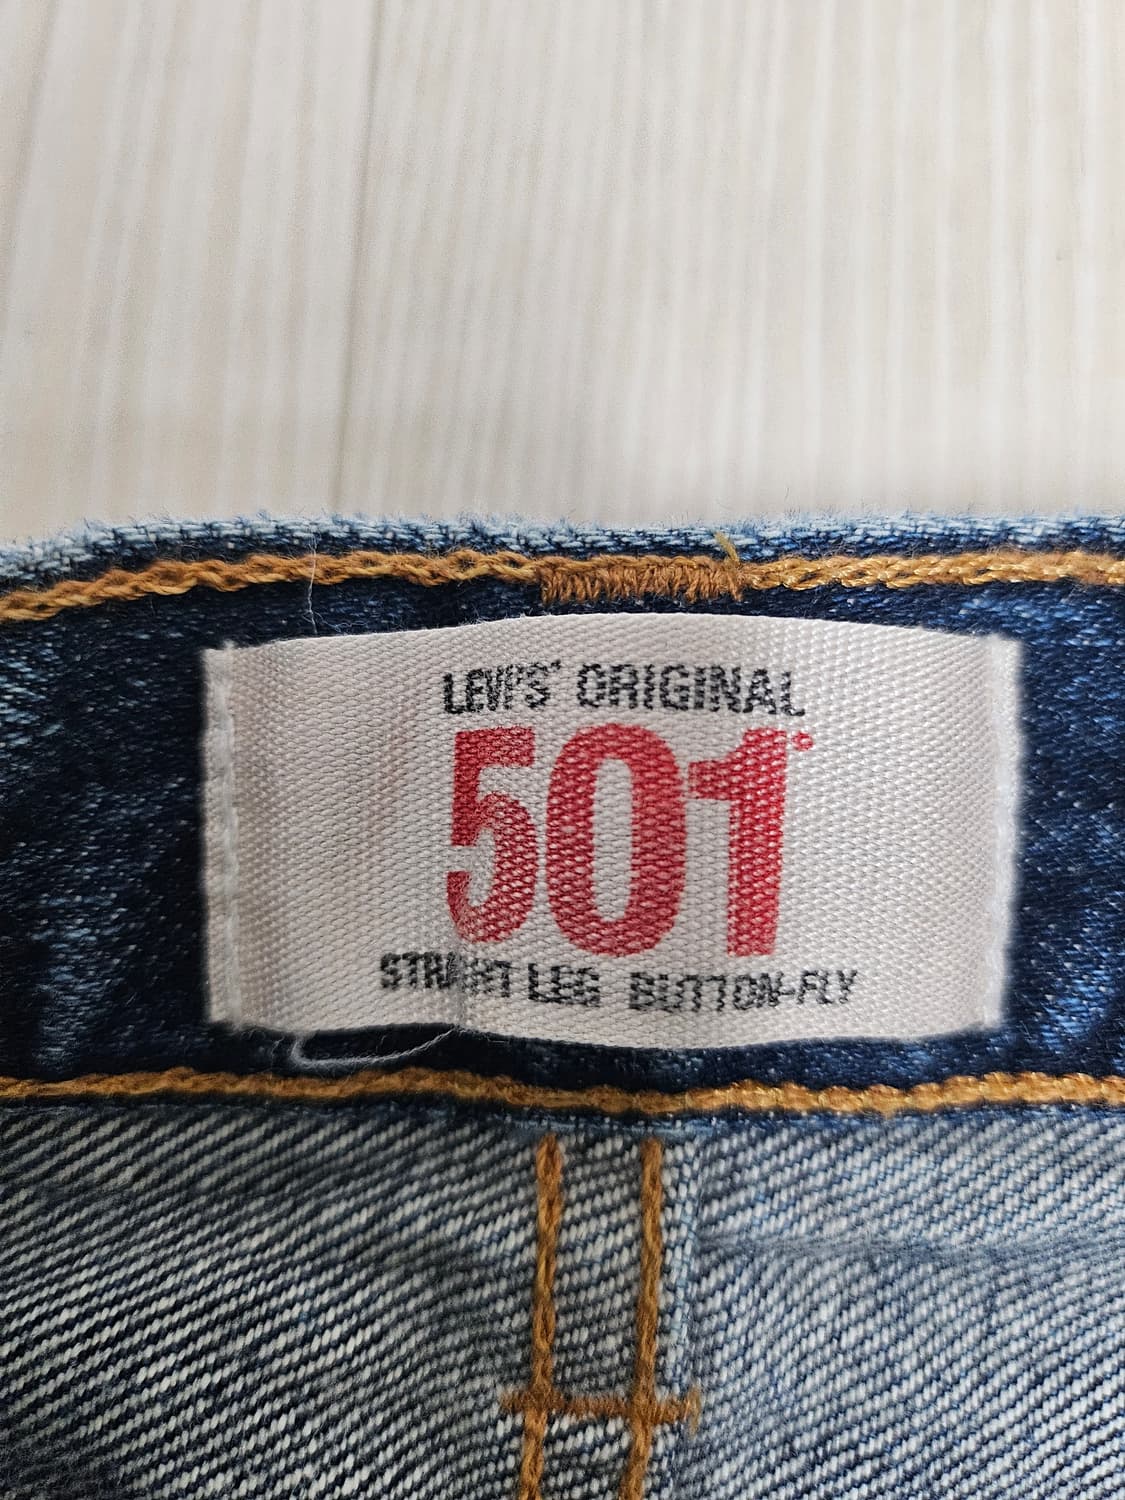 LEVI'S® ORIGINAL
501®
STRAIGHT LEG BUTTON-FLY